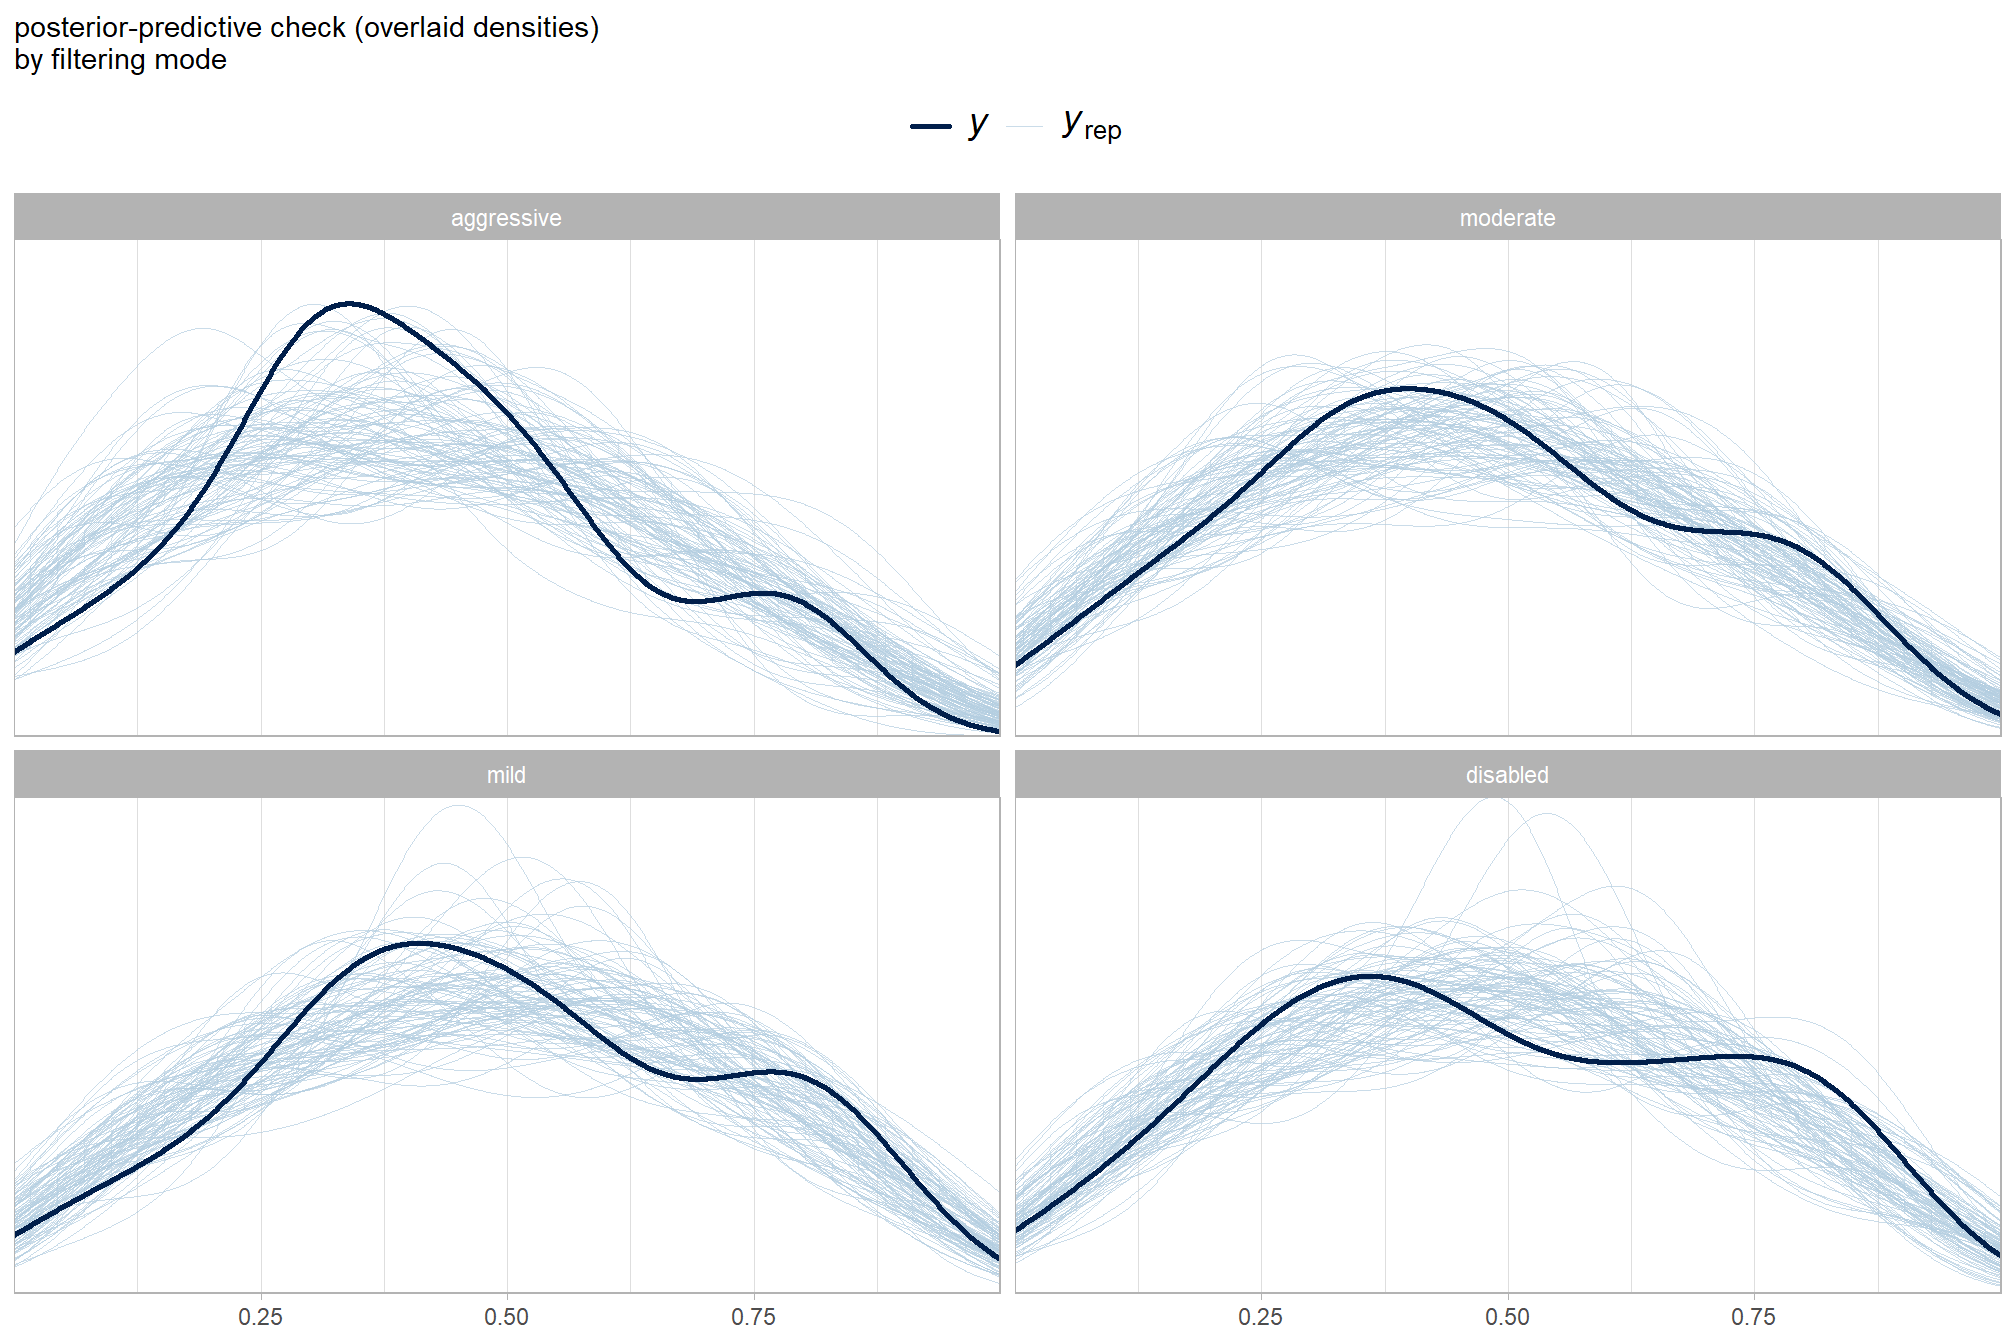 posterior-predictive check (overlaid densities)
by filtering mode
y y rep
aggressive moderate
mild disabled
0.25 0.50 0.75 0.25 0.50 0.75